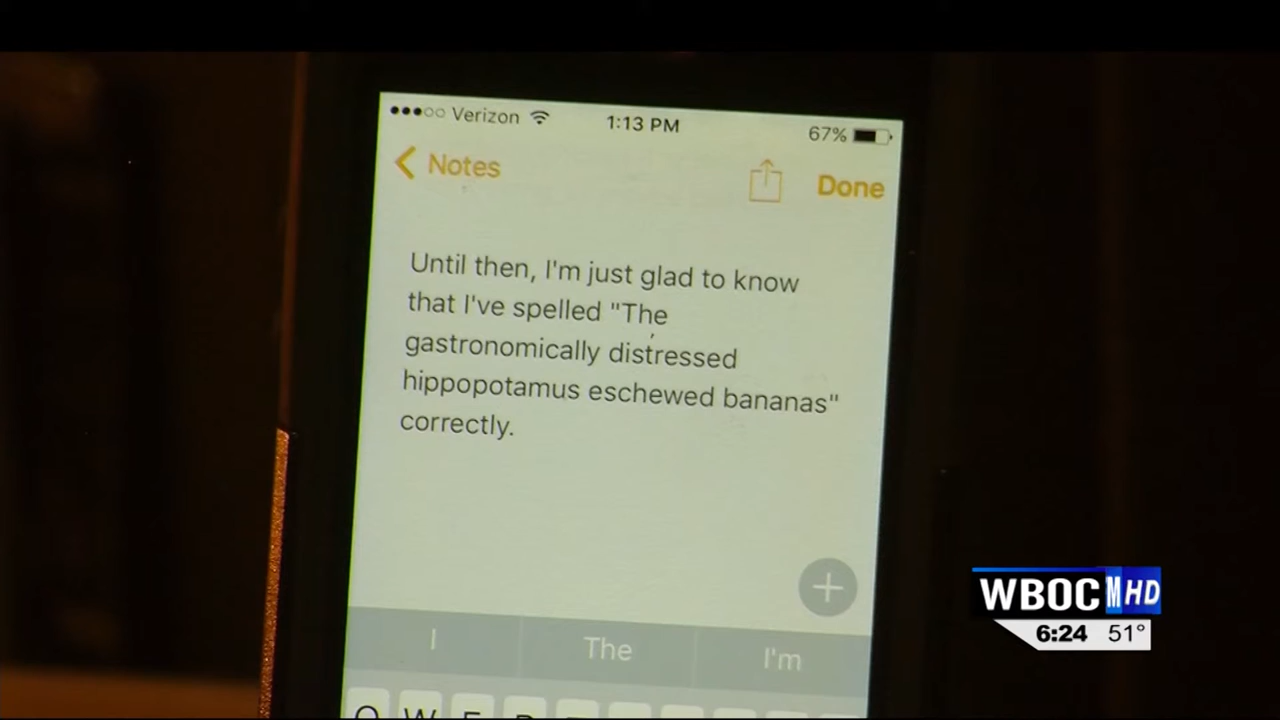 ●●●○○ Verizon 1:13 PM 67%
Notes Done
Until then, I'm just glad to know
that I've spelled "The
gastronomically distressed
hippopotamus eschewed bananas"
correctly.
I The I'm
Q W E R T
WBOC M HD
6:24 51°